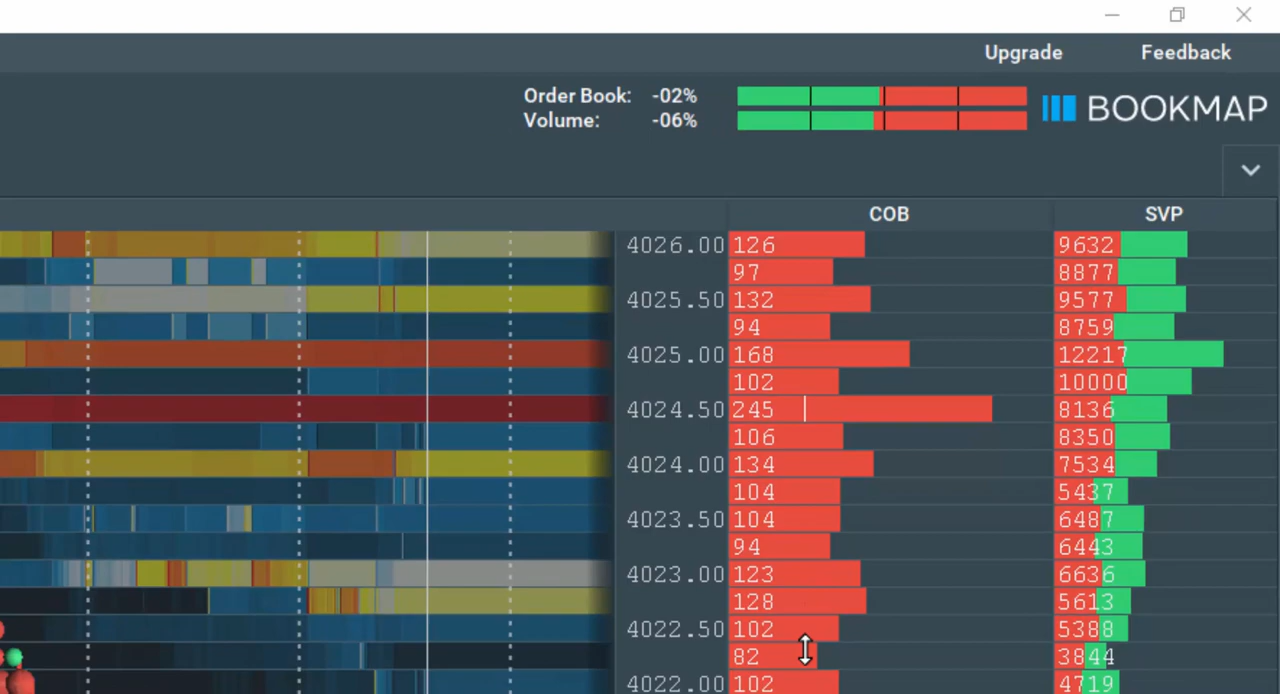 Upgrade Feedback
Order Book: -02%
Volume: -06%
BOOKMAP
COB SVP
4026.00 126 9632
97 8877
4025.50 132 9577
94 8759
4025.00 168 12217
102 10000
4024.50 245 8136
106 8350
4024.00 134 7534
104 5437
4023.50 104 6487
94 6443
4023.00 123 6636
128 5613
4022.50 102 5388
82 3844
4022.00 102 4719